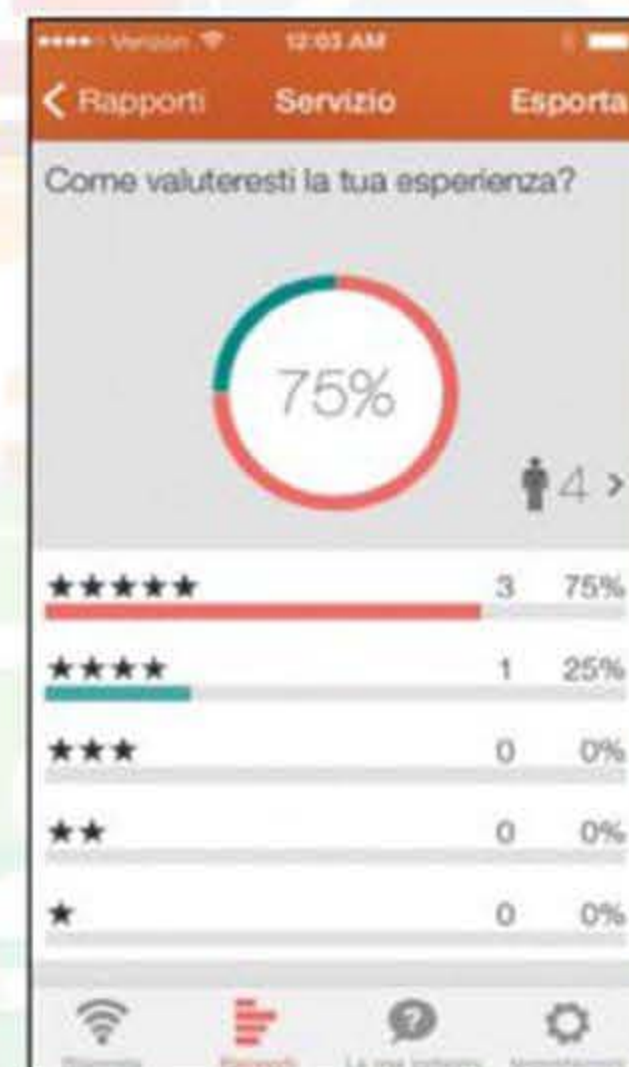 Verizon 12:03 AM
Rapporti Servizio Esporta
Come valuteresti la tua esperienza?
75%
4
★★★★★ 3 75%
★★★★ 1 25%
★★★ 0 0%
★★ 0 0%
★ 0 0%
Rapporti